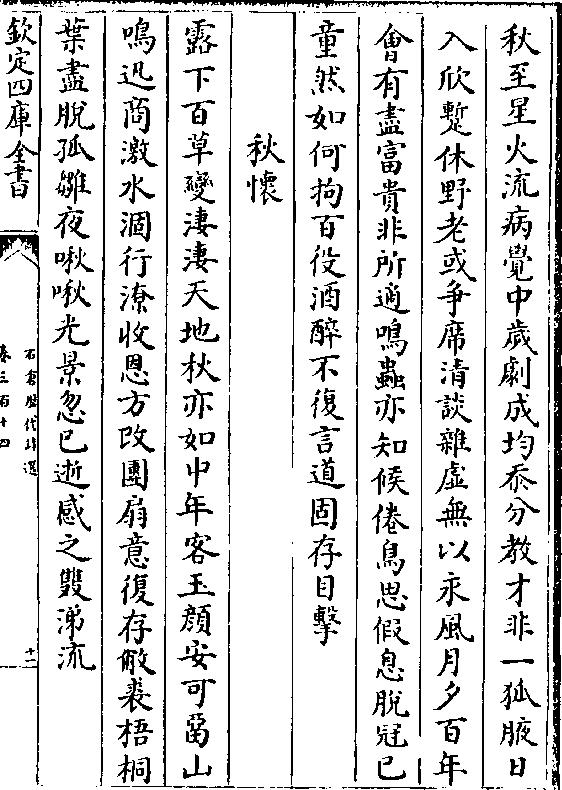 秋至星火流病覺中歲劇成均忝分教才非一狐腋日
入欣蹔休野老或爭席清談雜虛無以永風月夕百年
會有盡富貴非所適鳴蟲亦知候倦鳥思假息脫冠已
童然如何拘百役酒醉不復言道固存目擊
秋懷
露下百草變淒淒天地秋亦如中年客玉顔安可畱山
鳴迅商激水涸行潦收恩方改團扇意復存敝裘梧桐
葉盡脫孤雛夜啾啾光景忽已逝感之雙涕流
欽定四庫全書
石倉歷代詩選
卷三百十四
十二